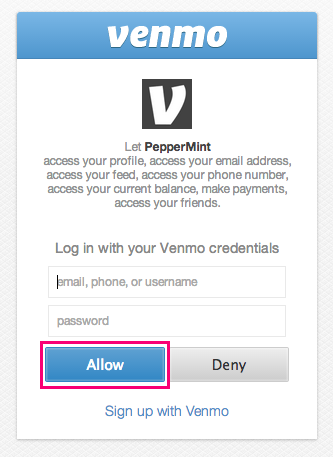 venmo
V
Let PepperMint
access your profile, access your email address,
access your feed, access your phone number,
access your current balance, make payments,
access your friends.
Log in with your Venmo credentials
email, phone, or username
password
Allow
Deny
Sign up with Venmo